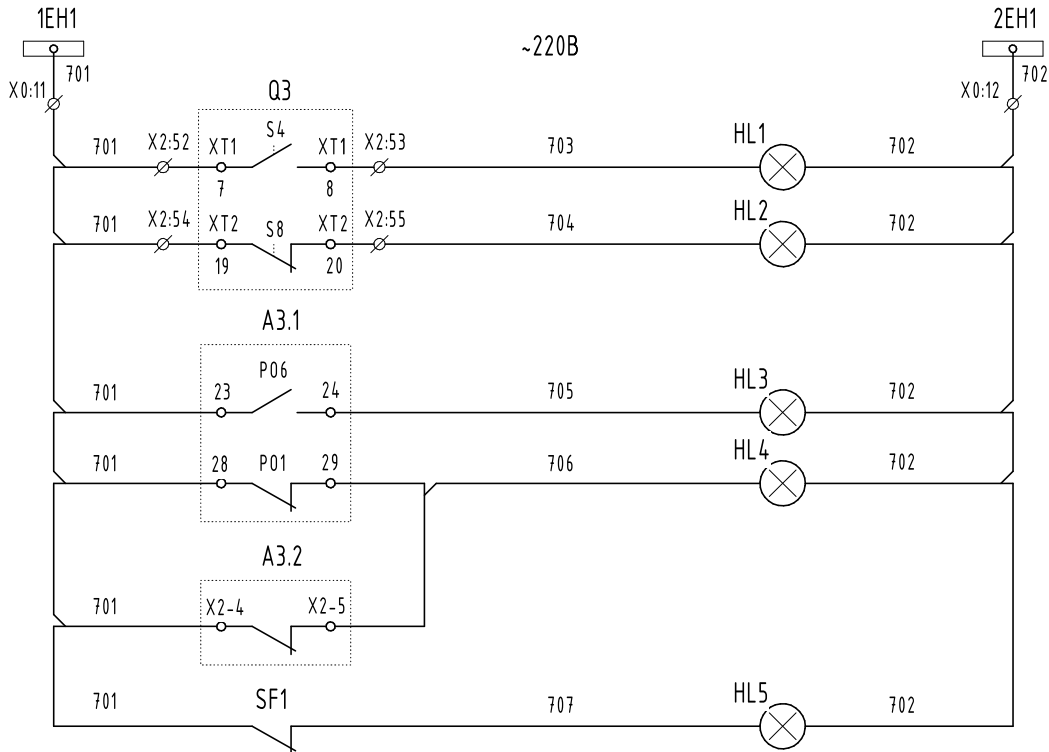 1EH1 2EH1
~220В
701 702
X0:11 X0:12
Q3
701 X2:52 XT1 S4 XT1 X2:53 703 HL1 702
7 8
701 X2:54 XT2 S8 XT2 X2:55 704 HL2 702
19 20
A3.1
701 23 P06 24 705 HL3 702
701 28 P01 29 706 HL4 702
A3.2
701 X2-4 X2-5
701 SF1 707 HL5 702